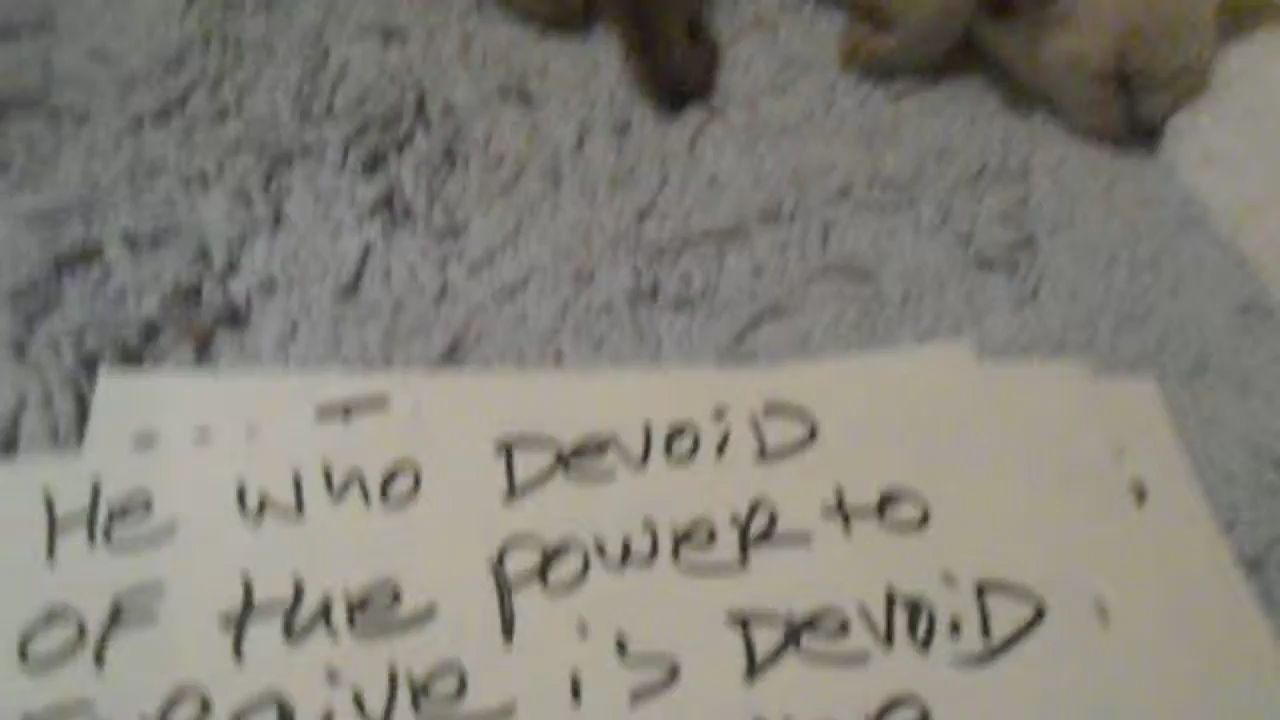 He who DevoiD
of the power to
is DevoiD